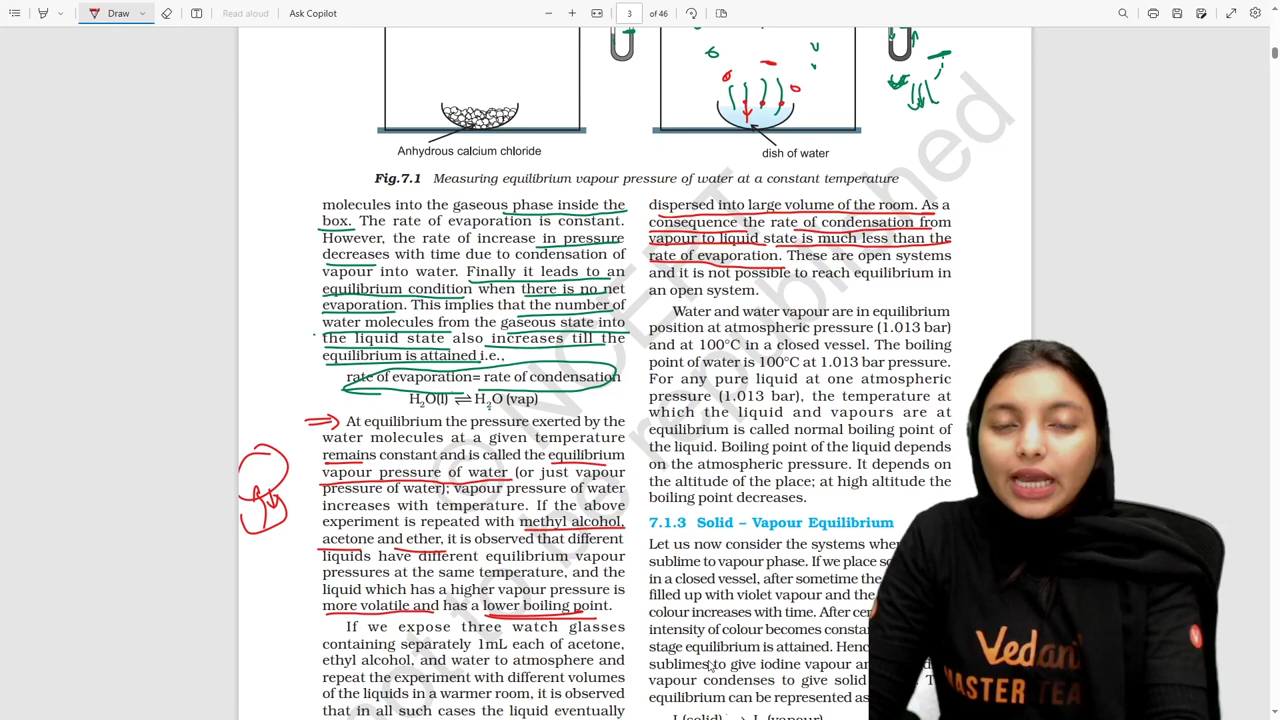 Draw
Read aloud
Ask Copilot
3
of 46
Anhydrous calcium chloride
dish of water
Fig.7.1 Measuring equilibrium vapour pressure of water at a constant temperature
molecules into the gaseous phase inside the
box. The rate of evaporation is constant.
However, the rate of increase in pressure
decreases with time due to condensation of
vapour into water. Finally it leads to an
equilibrium condition when there is no net
evaporation. This implies that the number of
water molecules from the gaseous state into
the liquid state also increases till the
equilibrium is attained i.e.,
rate of evaporation= rate of condensation
H₂O(l) ⇌ H₂O (vap)
At equilibrium the pressure exerted by the
water molecules at a given temperature
remains constant and is called the equilibrium
vapour pressure of water (or just vapour
pressure of water); vapour pressure of water
increases with temperature. If the above
experiment is repeated with methyl alcohol,
acetone and ether, it is observed that different
liquids have different equilibrium vapour
pressures at the same temperature, and the
liquid which has a higher vapour pressure is
more volatile and has a lower boiling point.
If we expose three watch glasses
containing separately 1mL each of acetone,
ethyl alcohol, and water to atmosphere and
repeat the experiment with different volumes
of the liquids in a warmer room, it is observed
that in all such cases the liquid eventually
dispersed into large volume of the room. As a
consequence the rate of condensation from
vapour to liquid state is much less than the
rate of evaporation. These are open systems
and it is not possible to reach equilibrium in
an open system.
Water and water vapour are in equilibrium
position at atmospheric pressure (1.013 bar)
and at 100°C in a closed vessel. The boiling
point of water is 100°C at 1.013 bar pressure.
For any pure liquid at one atmospheric
pressure (1.013 bar), the temperature at
which the liquid and vapours are at
equilibrium is called normal boiling point of
the liquid. Boiling point of the liquid depends
on the atmospheric pressure. It depends on
the altitude of the place; at high altitude the
boiling point decreases.
7.1.3 Solid – Vapour Equilibrium
Let us now consider the systems
sublime to vapour phase. If we place
in a closed vessel, after sometime the
filled up with violet vapour and the
colour increases with time. After
intensity of colour becomes
stage equilibrium is attained.
sublimes to give iodine vapour
vapour condenses to give solid
equilibrium can be represented as
(vapour)
© NCERT
not to be republished
MASTER